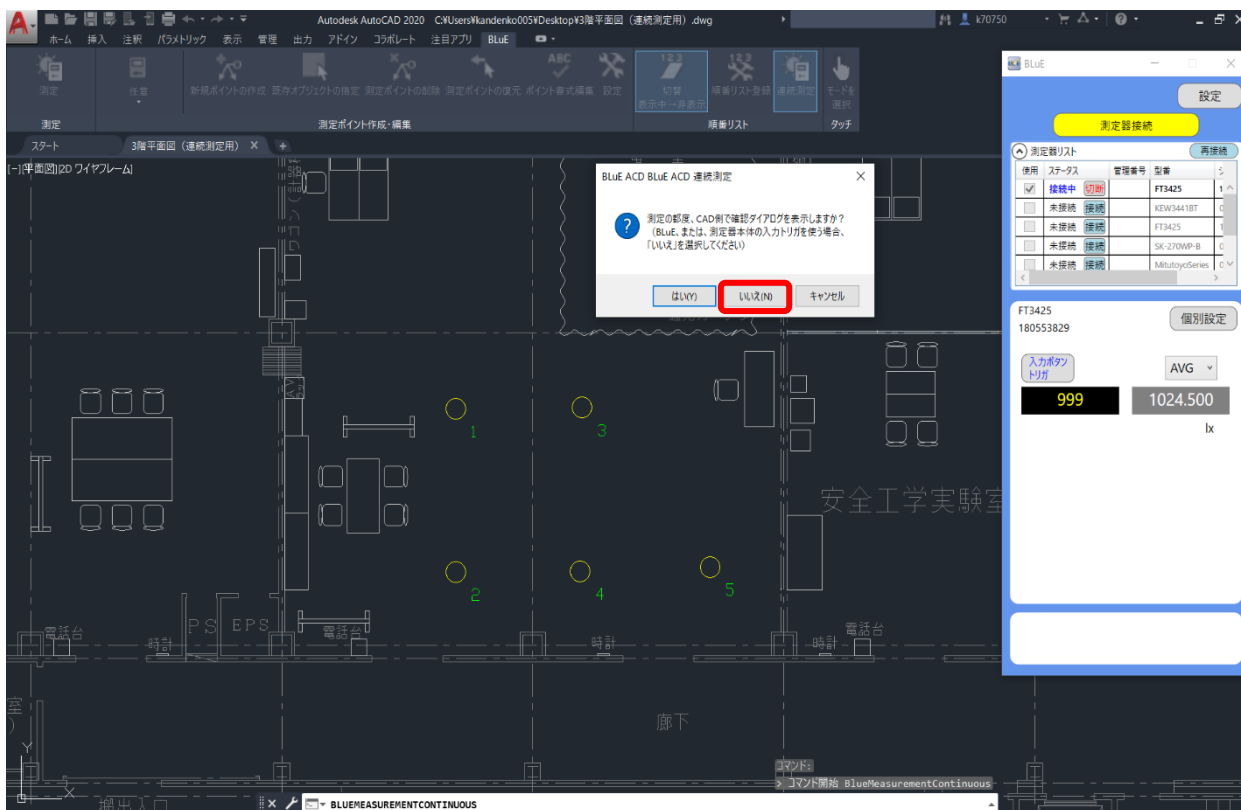 Autodesk AutoCAD 2020 C:¥Users¥kandenko005¥Desktop¥3階平面図（連続測定用）.dwg
k70750
ホーム 挿入 注釈 パラメトリック 表示 管理 出力 アドイン コラボレート 注目アプリ BLuE
ABC
123
123
測定
任意
新規ポイントの作成
既存オブジェクトの指定
測定ポイントの削除
測定ポイントの復元
ポイント書式編集
設定
切替
表示中→非表示
順番リスト登録
連続測定
モードを
選択
測定
測定ポイント作成・編集
順番リスト
タッチ
スタート
3階平面図（連続測定用） X +
[-][平面図][2D ワイヤフレーム]
BLuE ACD BLuE ACD 連続測定
測定の都度、CAD側で確認ダイアログを表示しますか？
（BLuE、または、測定器本体の入力トリガを使う場合、
「いいえ」を選択してください）
はい(Y)
いいえ(N)
キャンセル
BLuE
設定
測定器接続
測定器リスト
再接続
使用 ステータス 管理番号 型番
接続中 切断 FT3425 1
未接続 接続 KEW3441BT 0
未接続 接続 FT3425 1
未接続 接続 SK-270WP-B 0
未接続 接続 MitutoyoSeries 0
FT3425
180553829
個別設定
入力ボタン
トリガ
AVG
999
1024.500
lx
1
3
安全工学実験室
2
4
5
PS EPS
電話台
時計
電話台
時計
時計
電話台
廊下
室
Y
X
搬出入口
コマンド:
> コマンド開始 BlueMeasurementContinuous
BLUEMEASUREMENTCONTINUOUS